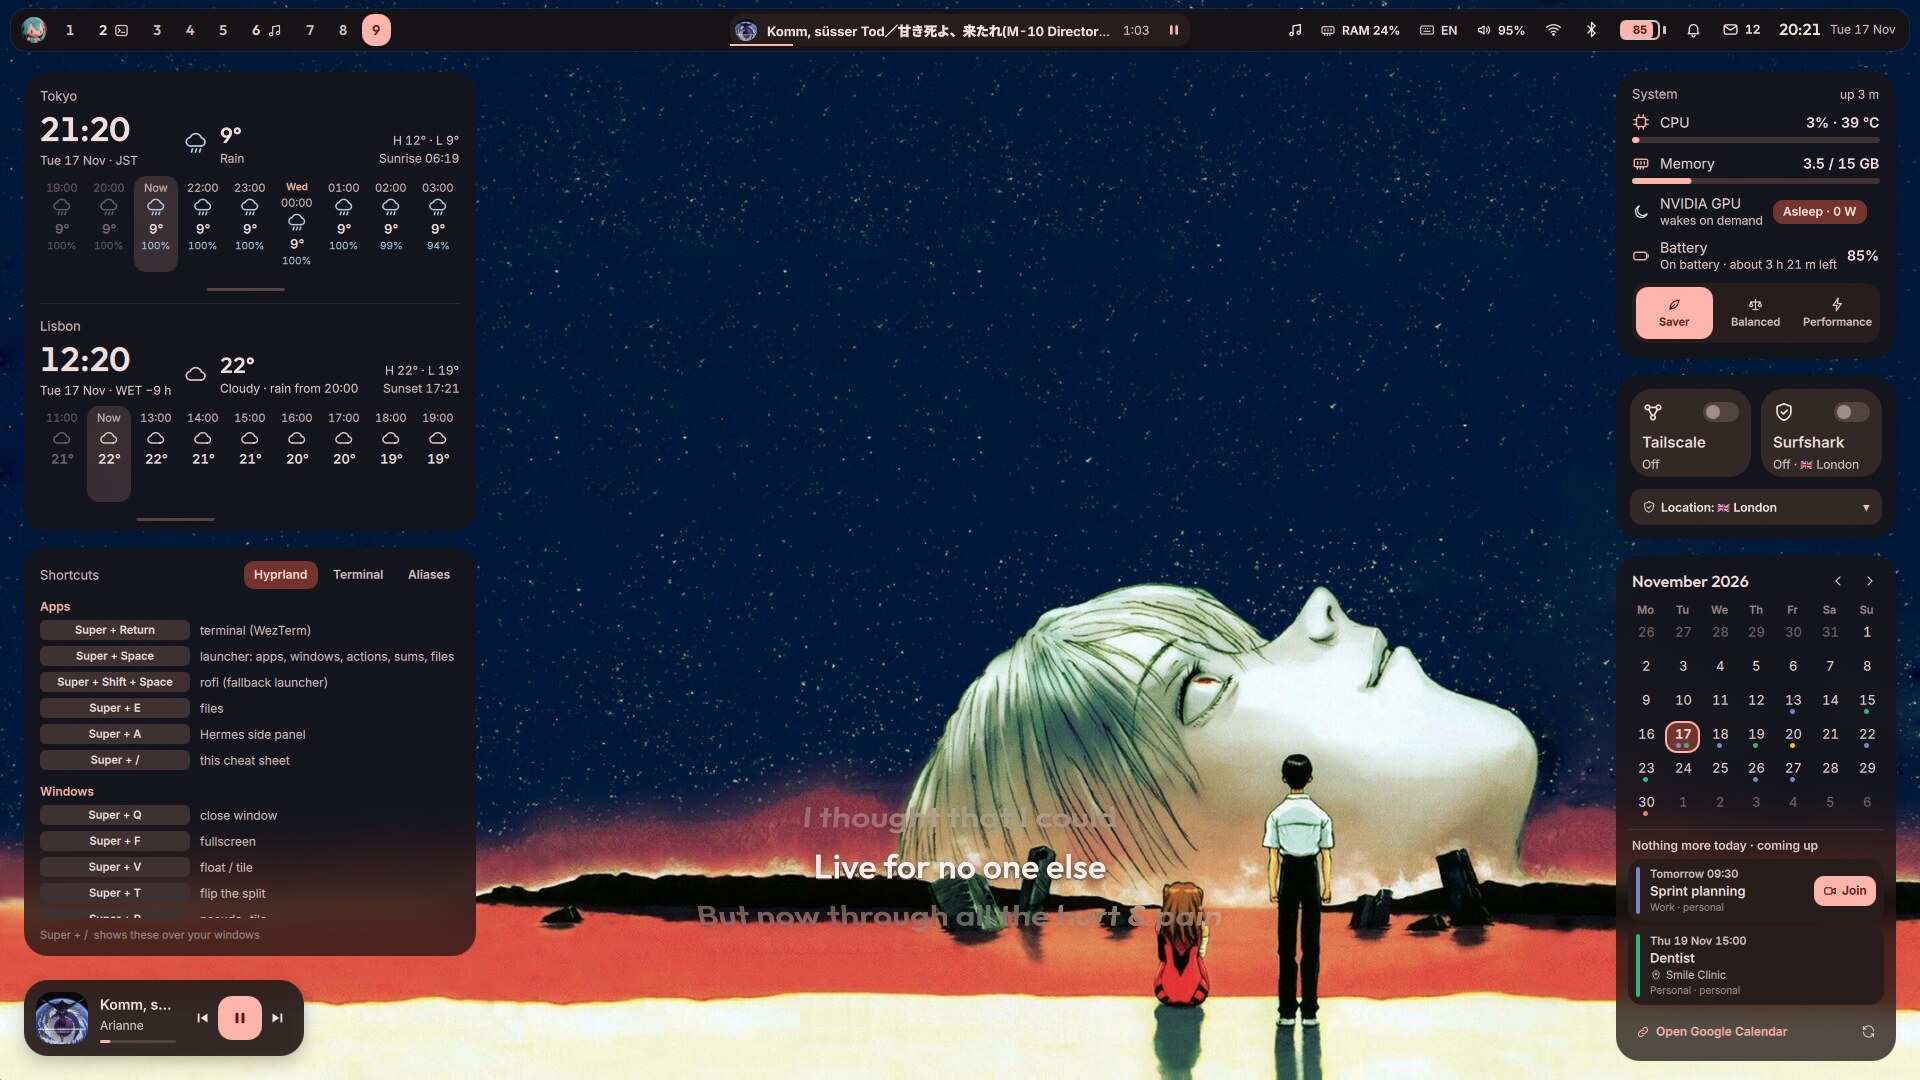 1 2 3 4 5 6 7 8 9
Komm, süsser Tod／甘き死よ、来たれ(M-10 Director... 1:03
RAM 24% EN 95% 85 12 20:21 Tue 17 Nov
Tokyo
21:20
Tue 17 Nov · JST
9°
Rain
H 12° · L 9°
Sunrise 06:19
19:00 20:00 Now 22:00 23:00 Wed 00:00 01:00 02:00 03:00
9° 9° 9° 9° 9° 9° 9° 9° 9°
100% 100% 100% 100% 100% 100% 100% 99% 94%
Lisbon
12:20
Tue 17 Nov · WET −9 h
22°
Cloudy · rain from 20:00
H 22° · L 19°
Sunset 17:21
11:00 Now 13:00 14:00 15:00 16:00 17:00 18:00 19:00
21° 22° 22° 21° 21° 20° 20° 19° 19°
Shortcuts Hyprland Terminal Aliases
Apps
Super + Return terminal (WezTerm)
Super + Space launcher: apps, windows, actions, sums, files
Super + Shift + Space rofi (fallback launcher)
Super + E files
Super + A Hermes side panel
Super + / this cheat sheet
Windows
Super + Q close window
Super + F fullscreen
Super + V float / tile
Super + T flip the split
Super + / shows these over your windows
Komm, s...
Arianne
I thought that I could
Live for no one else
But now through all the hurt & pain
System up 3 m
CPU 3% · 39 °C
Memory 3.5 / 15 GB
NVIDIA GPU
wakes on demand
Asleep · 0 W
Battery
On battery · about 3 h 21 m left
85%
Saver Balanced Performance
Tailscale
Off
Surfshark
Off · 🇬🇧 London
Location: 🇬🇧 London
November 2026
Mo Tu We Th Fr Sa Su
26 27 28 29 30 31 1
2 3 4 5 6 7 8
9 10 11 12 13 14 15
16 17 18 19 20 21 22
23 24 25 26 27 28 29
30 1 2 3 4 5 6
Nothing more today · coming up
Tomorrow 09:30
Sprint planning
Work · personal
Join
Thu 19 Nov 15:00
Dentist
Smile Clinic
Personal · personal
Open Google Calendar